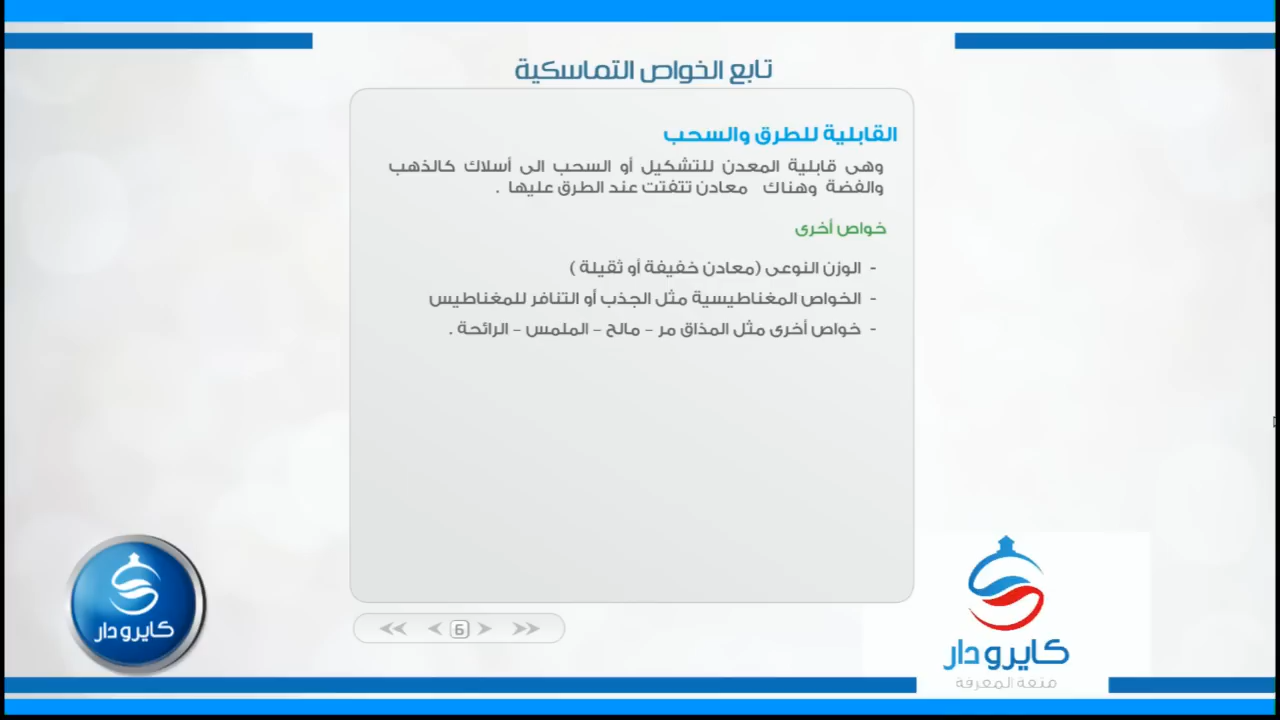 تابع الخواص التماسكية
القابلية للطرق والسحب
وهى قابلية المعدن للتشكيل أو السحب الى أسلاك كالذهب
والفضة وهناك معادن تتفتت عند الطرق عليها .
خواص أخرى
- الوزن النوعى (معادن خفيفة أو ثقيلة )
- الخواص المغناطيسية مثل الجذب أو التنافر للمغناطيس
- خواص أخرى مثل المذاق مر – مالح – الملمس – الرائحة .
6
كايرو دار
كايرو دار
متعة المعرفة